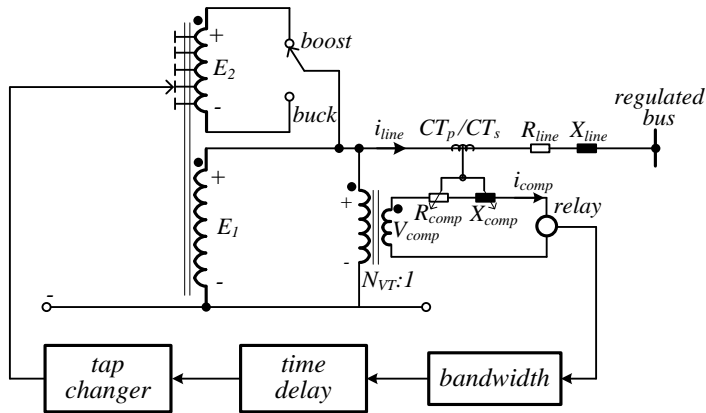 +
boost
E2
-
buck
regulated
bus
iline
CTp/CTs
Rline
Xline
+
E1
-
+
-
Rcomp
Xcomp
icomp
relay
Vcomp
NVT:1
-
tap
changer
time
delay
bandwidth